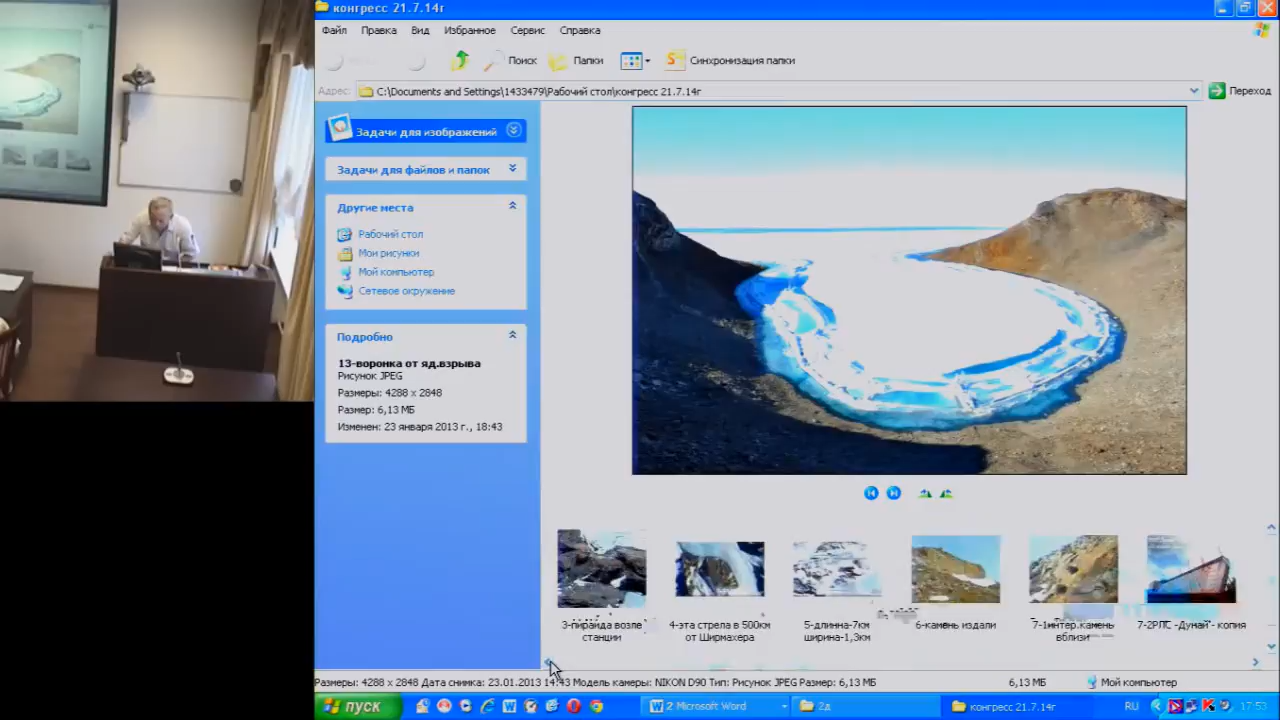 конгресс 21.7.14г
Файл Правка Вид Избранное Сервис Справка
Поиск Папки Синхронизация папки
Адрес: C:\Documents and Settings\1433479\Рабочий стол\конгресс 21.7.14г Переход
Задачи для изображений
Задачи для файлов и папок
Другие места
Рабочий стол
Мои рисунки
Мой компьютер
Сетевое окружение
Подробно
13-воронка от яд.взрыва
Рисунок JPEG
Размеры: 4288 x 2848
Размер: 6,13 МБ
Изменен: 23 января 2013 г., 18:43
3-пирайда возле станции
4-эта стрела в 500км от Ширмахера
5-длинна-7км ширина-1,3км
6-камень издали
7-1интер.камень вблизи
7-2РЛС -Дунай - копия
Размеры: 4288 x 2848 Дата снимка: 23.01.2013 14:43 Модель камеры: NIKON D90 Тип: Рисунок JPEG Размер: 6,13 МБ 6,13 МБ Мой компьютер
пуск 2 Microsoft Word 2д конгресс 21.7.14г RU 17:53